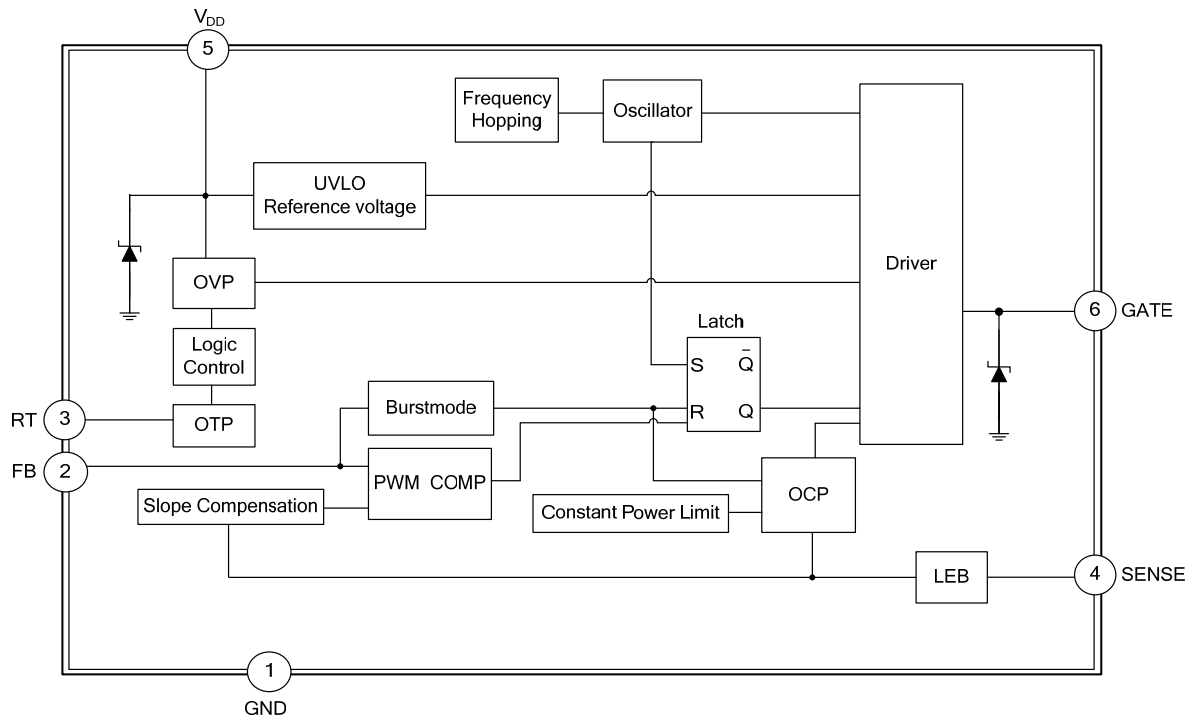 V_DD
5
Frequency
Hopping
Oscillator
UVLO
Reference voltage
Driver
OVP
6 GATE
Latch
Logic
Control
S Q̅
Burstmode
R Q
RT 3
OTP
FB 2
PWM COMP
OCP
Slope Compensation
Constant Power Limit
LEB
4 SENSE
1
GND